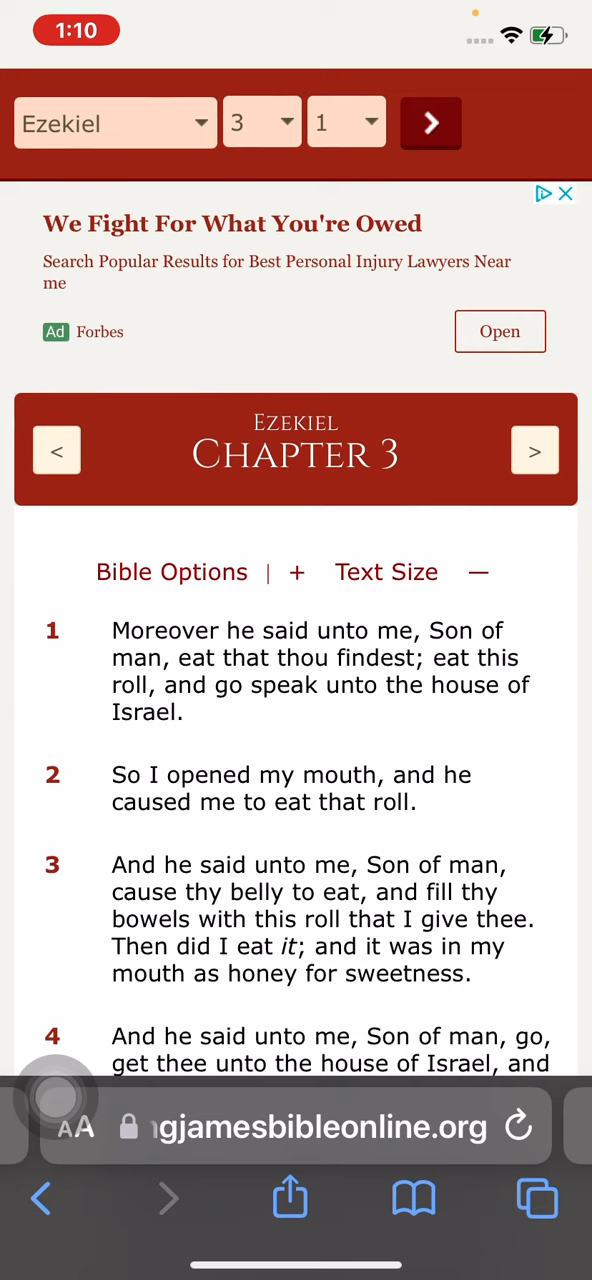 1:10
Ezekiel 3 1
We Fight For What You're Owed
Search Popular Results for Best Personal Injury Lawyers Near
me
Ad Forbes Open
EZEKIEL
< CHAPTER 3 >
Bible Options | + Text Size —
1 Moreover he said unto me, Son of
man, eat that thou findest; eat this
roll, and go speak unto the house of
Israel.
2 So I opened my mouth, and he
caused me to eat that roll.
3 And he said unto me, Son of man,
cause thy belly to eat, and fill thy
bowels with this roll that I give thee.
Then did I eat it; and it was in my
mouth as honey for sweetness.
4 And he said unto me, Son of man, go,
get thee unto the house of Israel, and
AA gjamesbibleonline.org